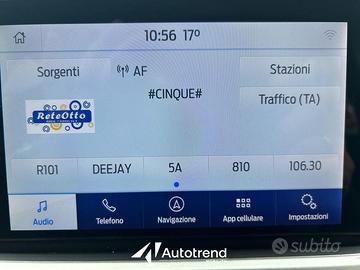 10:56 17°
Sorgenti
AF
Stazioni
#CINQUE#
Traffico (TA)
ReteOtto
R101 DEEJAY 5A 810 106.30
Audio
Telefono
Navigazione
App cellulare
Impostazioni
Autotrend
subito